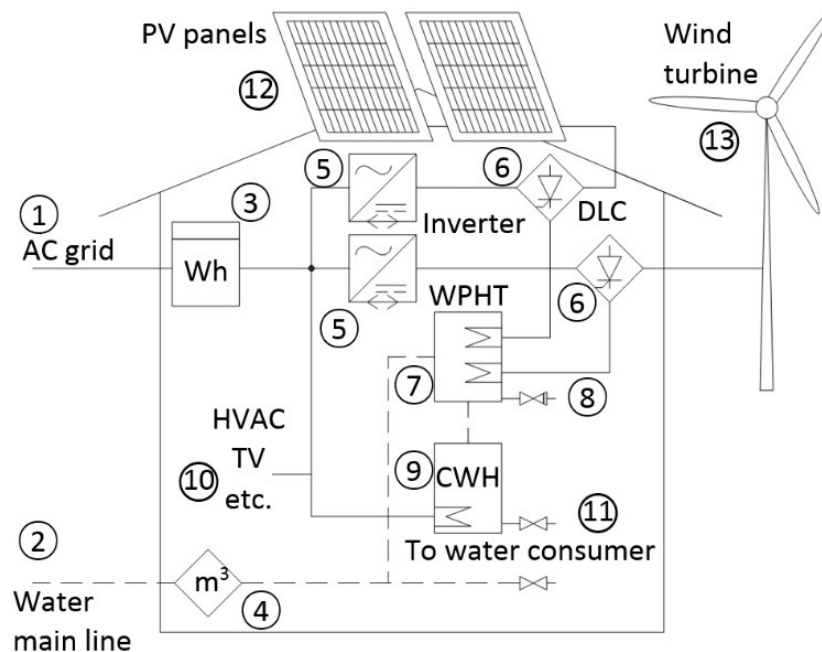 PV panels
12
Wind
turbine
13
1
AC grid
3
Wh
5
6
Inverter
DLC
5
6
WPHT
7
8
HVAC
TV
etc.
10
9
CWH
11
To water consumer
2
Water
main line
m³
4